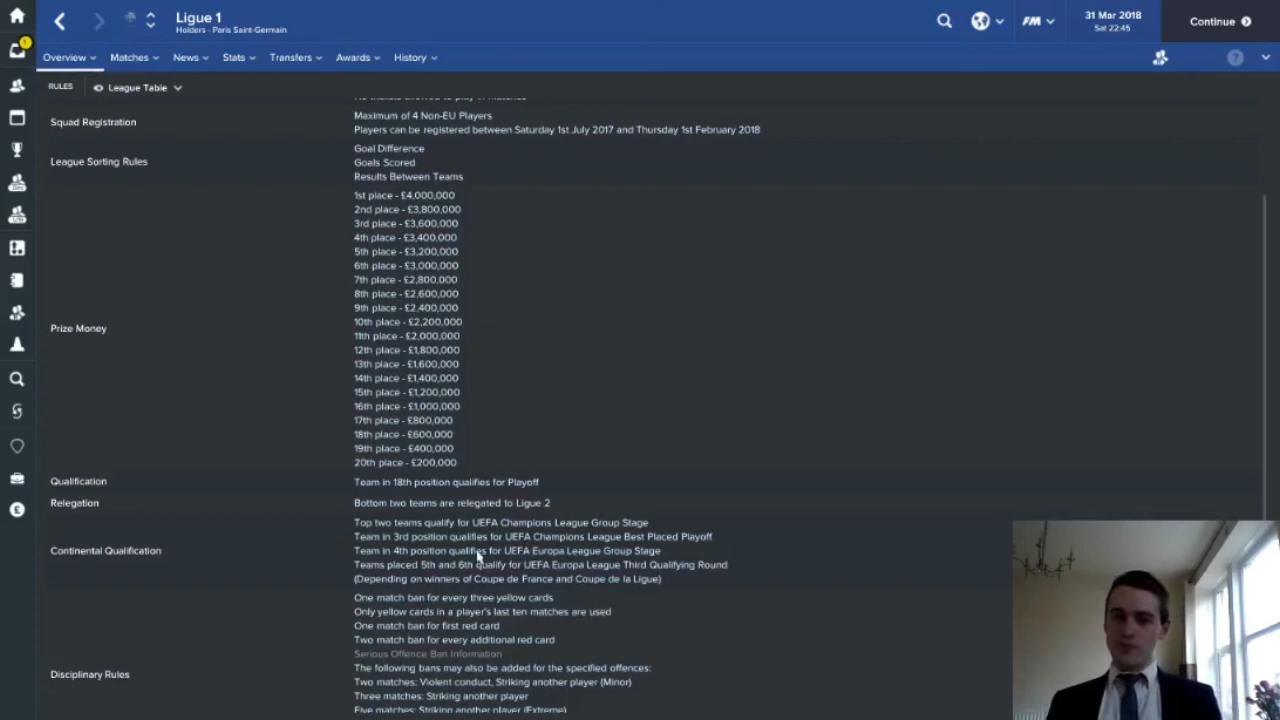 Ligue 1
Holders - Paris Saint-Germain
FM
31 Mar 2018
Sat 22:45
Continue
1
Overview
Matches
News
Stats
Transfers
Awards
History
?
RULES
League Table
Squad Registration
Maximum of 4 Non-EU Players
Players can be registered between Saturday 1st July 2017 and Thursday 1st February 2018
League Sorting Rules
Goal Difference
Goals Scored
Results Between Teams
Prize Money
1st place - £4,000,000
2nd place - £3,800,000
3rd place - £3,600,000
4th place - £3,400,000
5th place - £3,200,000
6th place - £3,000,000
7th place - £2,800,000
8th place - £2,600,000
9th place - £2,400,000
10th place - £2,200,000
11th place - £2,000,000
12th place - £1,800,000
13th place - £1,600,000
14th place - £1,400,000
15th place - £1,200,000
16th place - £1,000,000
17th place - £800,000
18th place - £600,000
19th place - £400,000
20th place - £200,000
Qualification
Team in 18th position qualifies for Playoff
Relegation
Bottom two teams are relegated to Ligue 2
Continental Qualification
Top two teams qualify for UEFA Champions League Group Stage
Team in 3rd position qualifies for UEFA Champions League Best Placed Playoff
Team in 4th position qualifies for UEFA Europa League Group Stage
Teams placed 5th and 6th qualify for UEFA Europa League Third Qualifying Round
(Depending on winners of Coupe de France and Coupe de la Ligue)
Disciplinary Rules
One match ban for every three yellow cards
Only yellow cards in a player's last ten matches are used
One match ban for first red card
Two match ban for every additional red card
Serious Offence Ban Information
The following bans may also be added for the specified offences:
Two matches: Violent conduct, Striking another player (Minor)
Three matches: Striking another player
Five matches: Striking another player (Extreme)